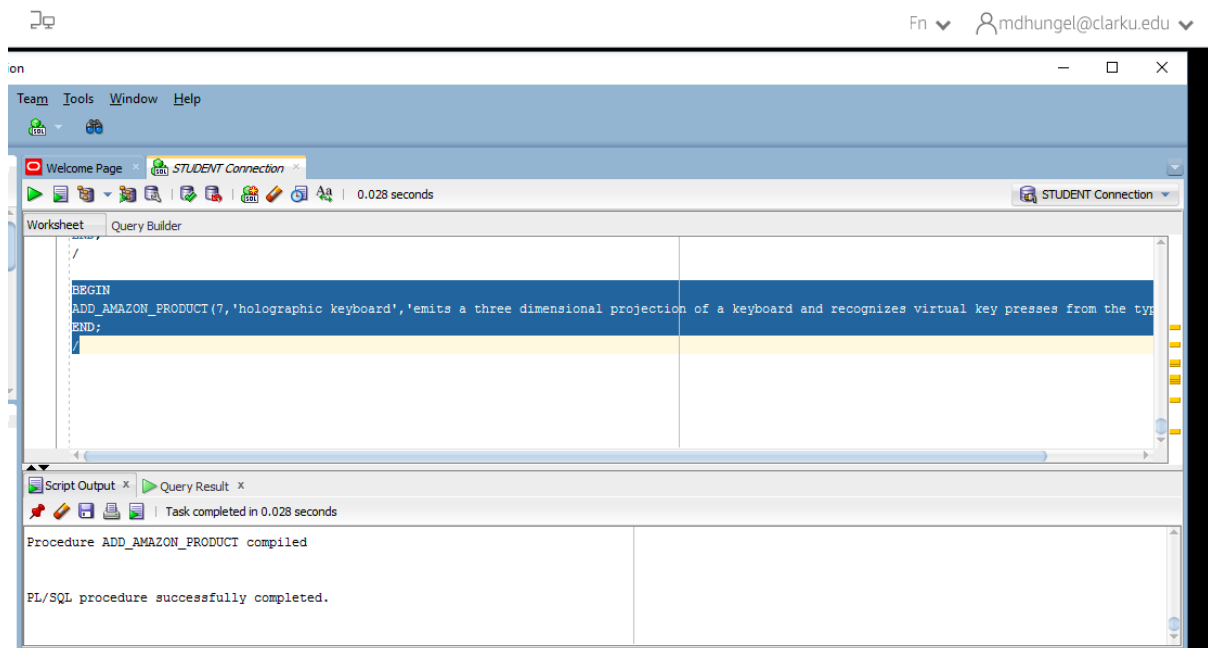 Fn mdhungel@clarku.edu
ion
Team Tools Window Help
SQL
Welcome Page STUDENT Connection
0.028 seconds STUDENT Connection
Worksheet Query Builder
END;
/
BEGIN
ADD_AMAZON_PRODUCT(7,'holographic keyboard','emits a three dimensional projection of a keyboard and recognizes virtual key presses from the typ
END;
/
Script Output x Query Result x
Task completed in 0.028 seconds
Procedure ADD_AMAZON_PRODUCT compiled
PL/SQL procedure successfully completed.